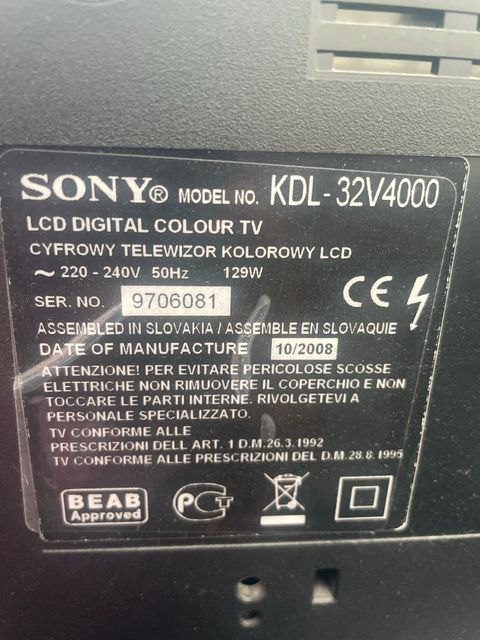 SONY® MODEL NO. KDL-32V4000
LCD DIGITAL COLOUR TV
CYFROWY TELEWIZOR KOLOROWY LCD
~ 220 - 240V 50Hz 129W
SER. NO. 9706081
CE
ASSEMBLED IN SLOVAKIA / ASSEMBLE EN SLOVAQUIE
DATE OF MANUFACTURE 10/2008
ATTENZIONE! PER EVITARE PERICOLOSE SCOSSE
ELETTRICHE NON RIMUOVERE IL COPERCHIO E NON
TOCCARE LE PARTI INTERNE. RIVOLGETEVI A
PERSONALE SPECIALIZZATO.
TV CONFORME ALLE
PRESCRIZIONI DELL ART. 1 D.M.26.3.1992
TV CONFORME ALLE PRESCRIZIONI DEL D.M.28.8.1995
BEAB
Approved
PCT